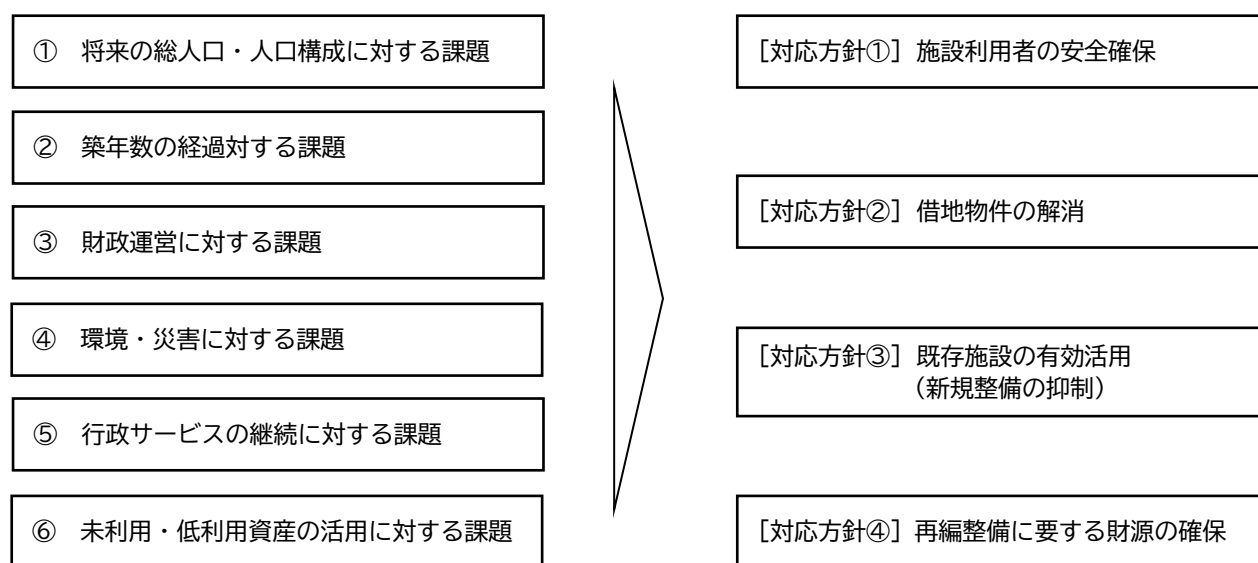 ① 将来の総人口・人口構成に対する課題
② 築年数の経過対する課題
③ 財政運営に対する課題
④ 環境・災害に対する課題
⑤ 行政サービスの継続に対する課題
⑥ 未利用・低利用資産の活用に対する課題
［対応方針①］施設利用者の安全確保
［対応方針②］借地物件の解消
［対応方針③］既存施設の有効活用
（新規整備の抑制）
［対応方針④］再編整備に要する財源の確保